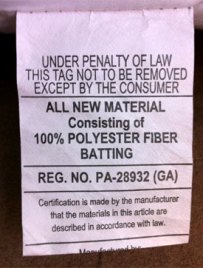 UNDER PENALTY OF LAW
THIS TAG NOT TO BE REMOVED
EXCEPT BY THE CONSUMER
ALL NEW MATERIAL
Consisting of
100% POLYESTER FIBER
BATTING
REG. NO. PA-28932 (GA)
Certification is made by the manufacturer
that the materials in this article are
described in accordance with law.
Manufactured by: